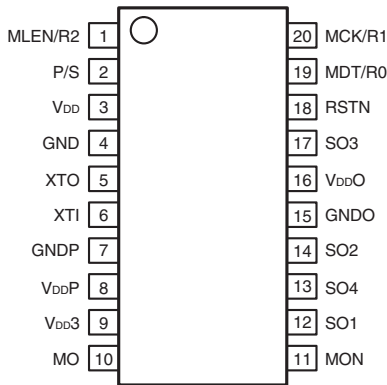 MLEN/R2 1 20 MCK/R1
P/S 2 19 MDT/R0
VDD 3 18 RSTN
GND 4 17 SO3
XTO 5 16 VDDO
XTI 6 15 GNDO
GNDP 7 14 SO2
VDDP 8 13 SO4
VDD3 9 12 SO1
MO 10 11 MON